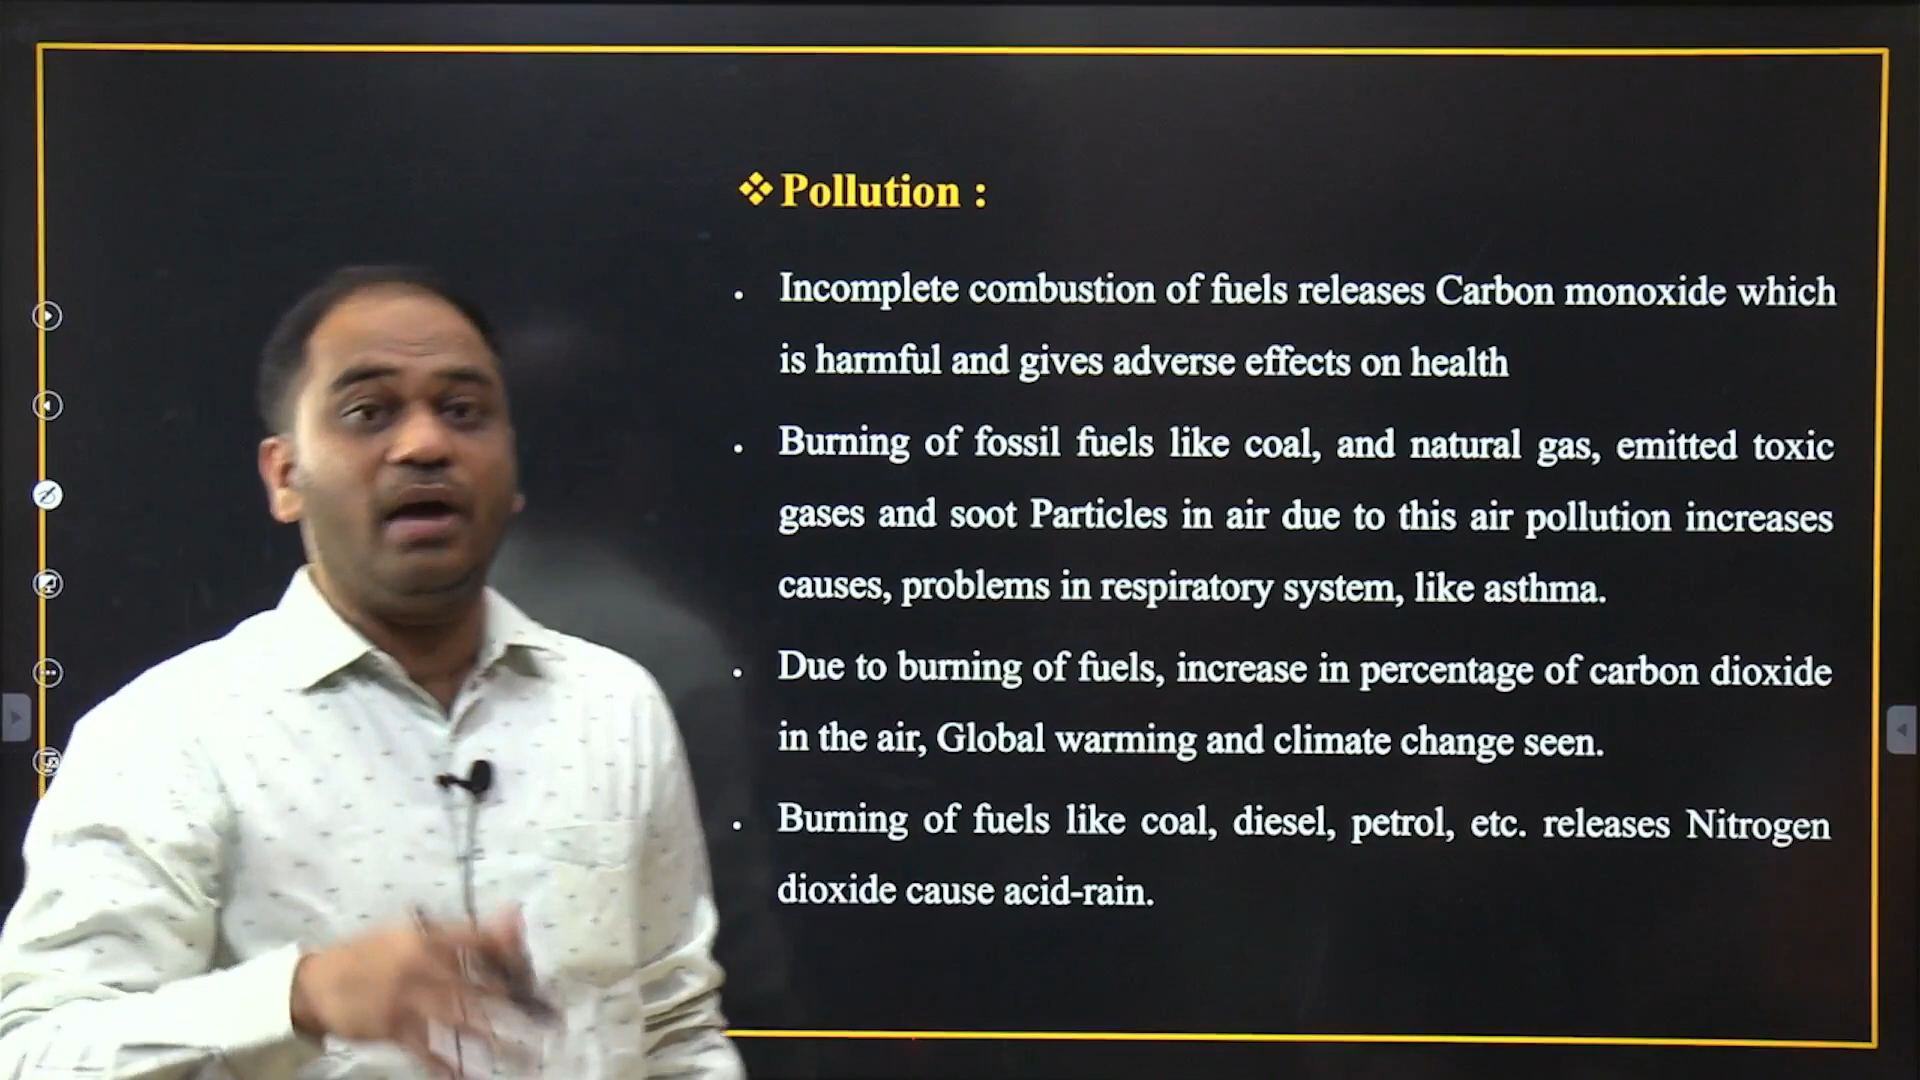 ❖ Pollution :
• Incomplete combustion of fuels releases Carbon monoxide which
is harmful and gives adverse effects on health
• Burning of fossil fuels like coal, and natural gas, emitted toxic
gases and soot Particles in air due to this air pollution increases
causes, problems in respiratory system, like asthma.
• Due to burning of fuels, increase in percentage of carbon dioxide
in the air, Global warming and climate change seen.
• Burning of fuels like coal, diesel, petrol, etc. releases Nitrogen
dioxide cause acid-rain.